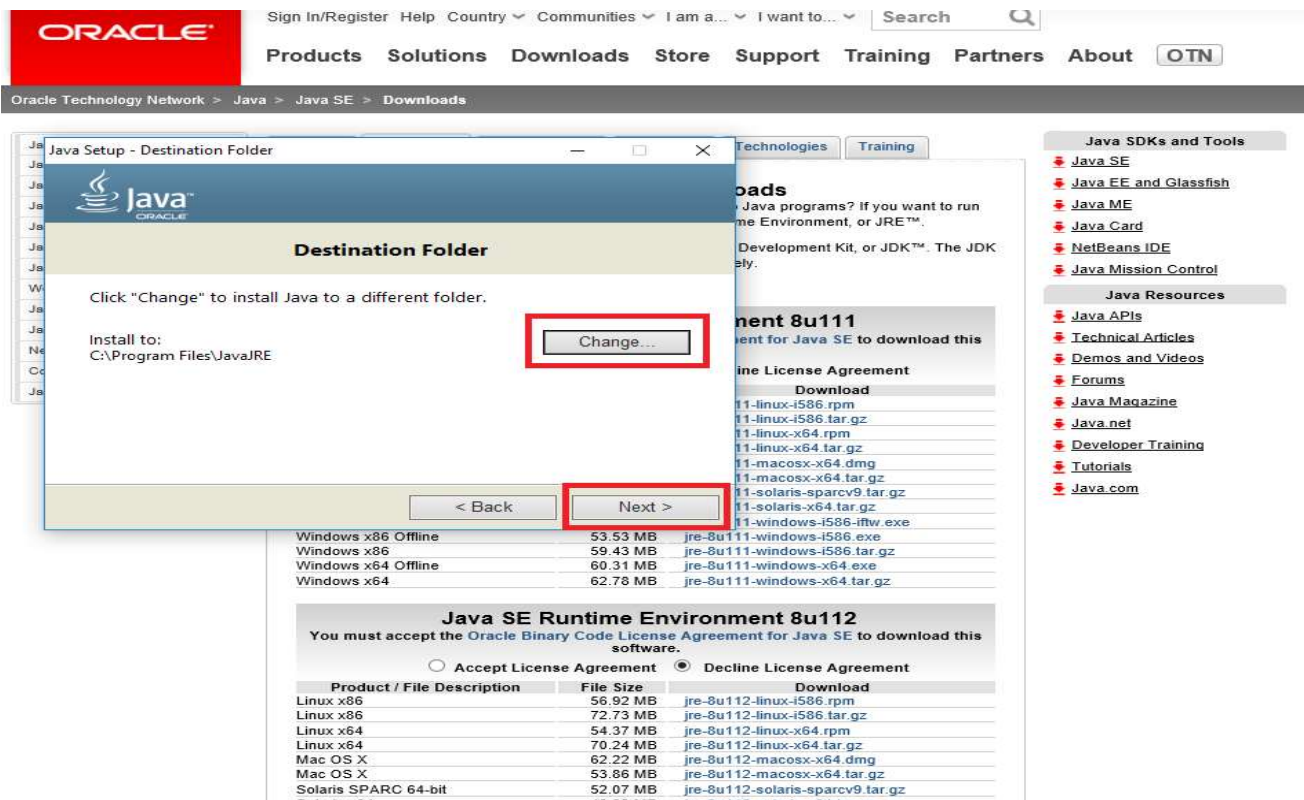 ORACLE
Sign In/Register Help Country Communities I am a... I want to... Search
Products Solutions Downloads Store Support Training Partners About OTN
Oracle Technology Network > Java > Java SE > Downloads
Java Setup - Destination Folder
Java
ORACLE
Destination Folder
Click "Change" to install Java to a different folder.
Install to:
C:\Program Files\JavaJRE
Change...
< Back
Next >
Technologies Training
oads
Java programs? If you want to run
me Environment, or JRE™.
Development Kit, or JDK™. The JDK
ely.
ment 8u111
ent for Java SE to download this
ine License Agreement
Download
11-linux-i586.rpm
11-linux-i586.tar.gz
11-linux-x64.rpm
11-linux-x64.tar.gz
11-macosx-x64.dmg
11-macosx-x64.tar.gz
11-solaris-sparcv9.tar.gz
11-solaris-x64.tar.gz
11-windows-i586-iftw.exe
Windows x86 Offline 53.53 MB jre-8u111-windows-i586.exe
Windows x86 59.43 MB jre-8u111-windows-i586.tar.gz
Windows x64 Offline 60.31 MB jre-8u111-windows-x64.exe
Windows x64 62.78 MB jre-8u111-windows-x64.tar.gz
Java SE Runtime Environment 8u112
You must accept the Oracle Binary Code License Agreement for Java SE to download this
software.
Accept License Agreement Decline License Agreement
Product / File Description File Size Download
Linux x86 56.92 MB jre-8u112-linux-i586.rpm
Linux x86 72.73 MB jre-8u112-linux-i586.tar.gz
Linux x64 54.37 MB jre-8u112-linux-x64.rpm
Linux x64 70.24 MB jre-8u112-linux-x64.tar.gz
Mac OS X 62.22 MB jre-8u112-macosx-x64.dmg
Mac OS X 53.86 MB jre-8u112-macosx-x64.tar.gz
Solaris SPARC 64-bit 52.07 MB jre-8u112-solaris-sparcv9.tar.gz
Java SDKs and Tools
Java SE
Java EE and Glassfish
Java ME
Java Card
NetBeans IDE
Java Mission Control
Java Resources
Java APIs
Technical Articles
Demos and Videos
Forums
Java Magazine
Java.net
Developer Training
Tutorials
Java.com